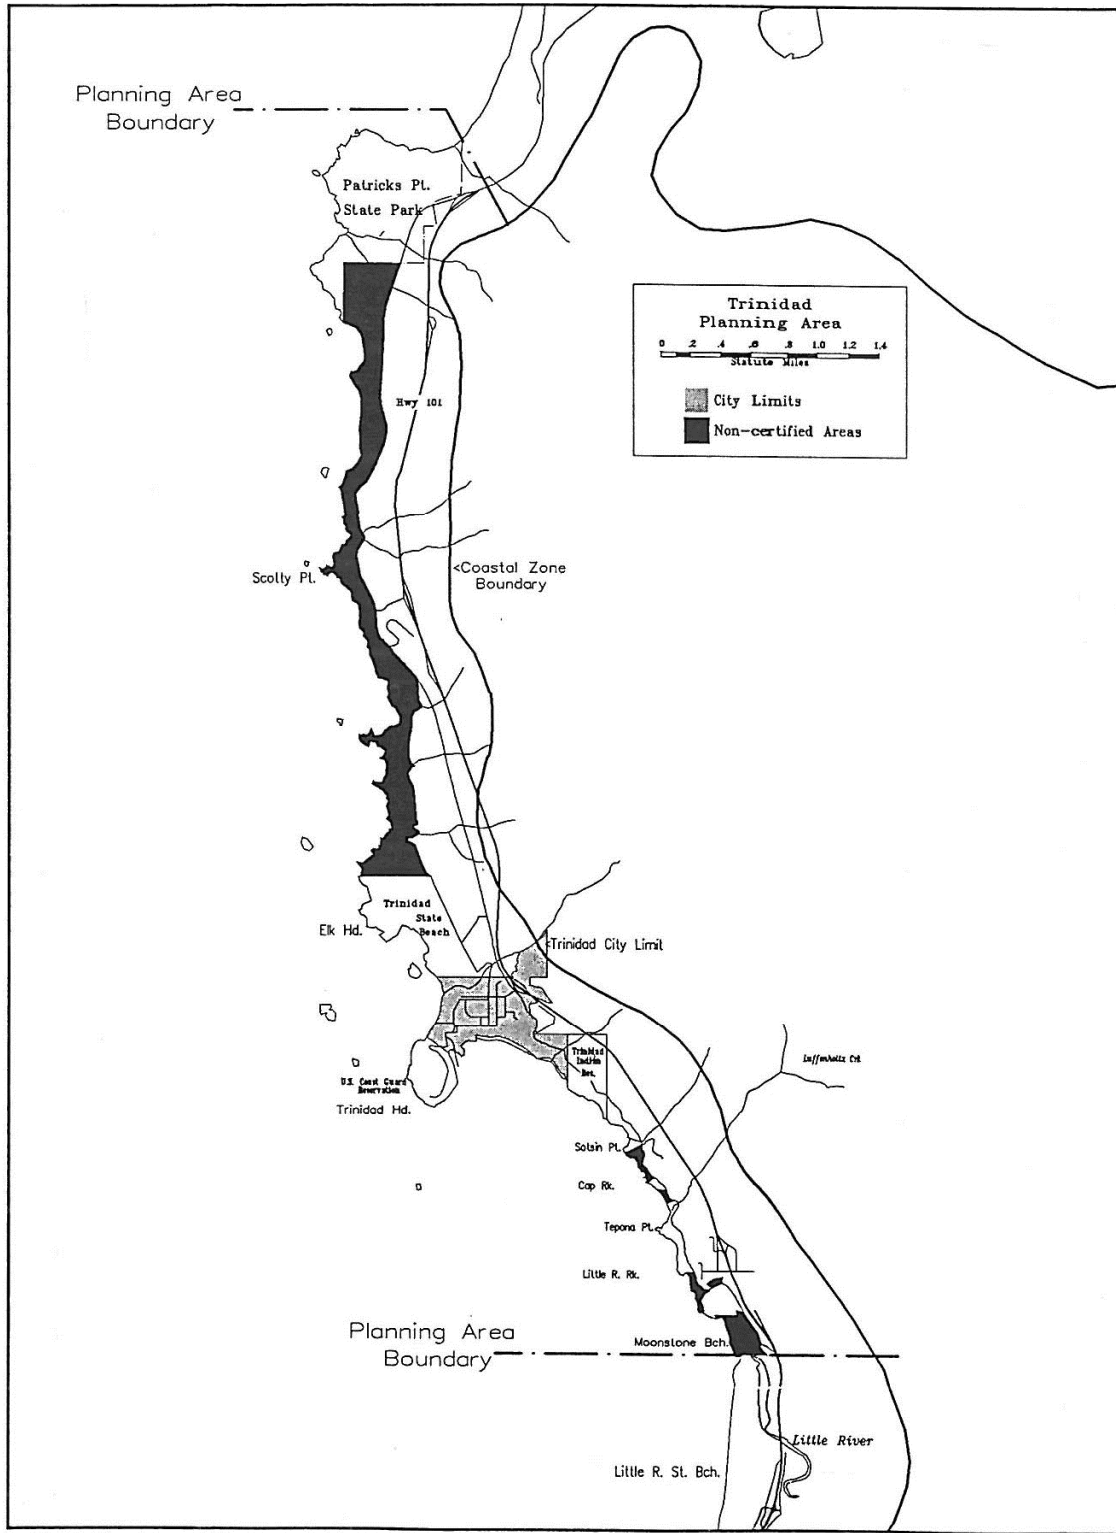 Planning Area
Boundary
Patricks Pt.
State Park
Trinidad
Planning Area
0 .2 .4 .6 .8 1.0 1.2 1.4
Statute Miles
City Limits
Non-certified Areas
Hwy 101
<Coastal Zone
Boundary
Scotty Pt.
Trinidad
State
Beach
Elk Hd.
<Trinidad City Limit
Trinidad
Indian
Res.
Luffenholtz Crk
U.S. Coast Guard
Reservation
Trinidad Hd.
Sotsin Pt.
Cap Rk.
Tepona Pt.
Little R. Rk.
Planning Area
Boundary
Moonstone Bch.
Little River
Little R. St. Bch.